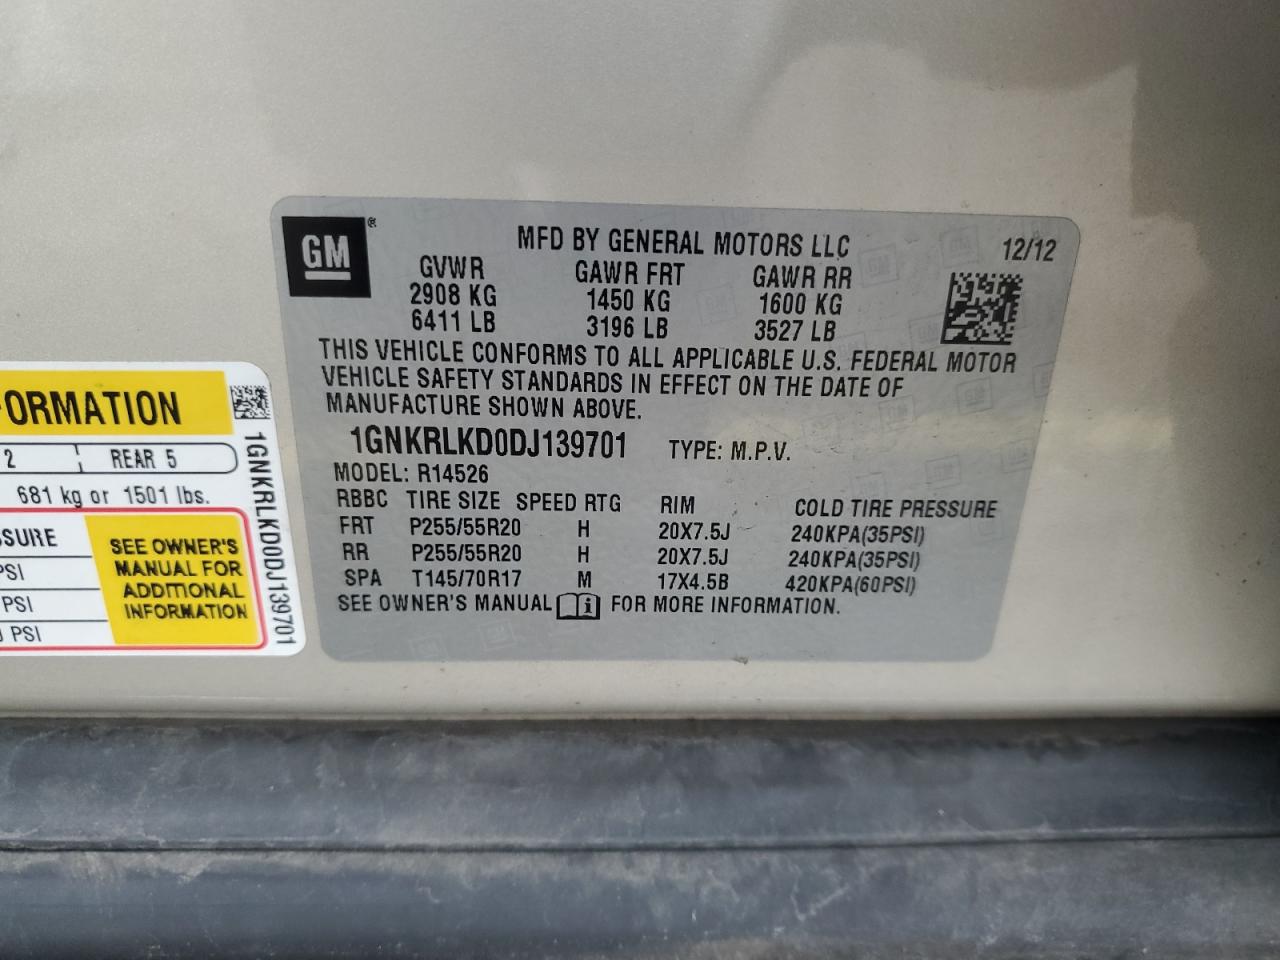 GM ®
MFD BY GENERAL MOTORS LLC 12/12
GVWR GAWR FRT GAWR RR
2908 KG 1450 KG 1600 KG
6411 LB 3196 LB 3527 LB
THIS VEHICLE CONFORMS TO ALL APPLICABLE U.S. FEDERAL MOTOR
VEHICLE SAFETY STANDARDS IN EFFECT ON THE DATE OF
MANUFACTURE SHOWN ABOVE.
1GNKRLKD0DJ139701 TYPE: M.P.V.
MODEL: R14526
RBBC TIRE SIZE SPEED RTG RIM COLD TIRE PRESSURE
FRT P255/55R20 H 20X7.5J 240KPA(35PSI)
RR P255/55R20 H 20X7.5J 240KPA(35PSI)
SPA T145/70R17 M 17X4.5B 420KPA(60PSI)
SEE OWNER'S MANUAL i FOR MORE INFORMATION.
ORMATION
2 REAR 5
681 kg or 1501 lbs.
SSURE
PSI
PSI
PSI
SEE OWNER'S
MANUAL FOR
ADDITIONAL
INFORMATION
1GNKRLKD0DJ139701